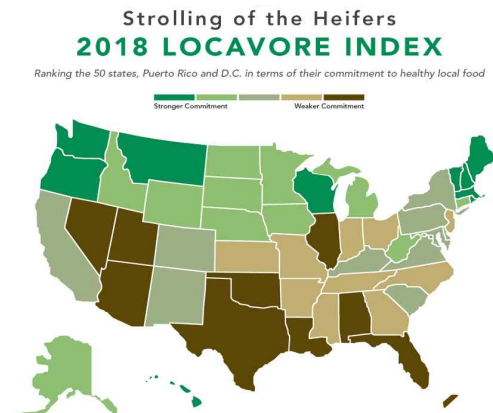 Strolling of the Heifers
2018 LOCAVORE INDEX
Ranking the 50 states, Puerto Rico and D.C. in terms of their commitment to healthy local food
Stronger Commitment Weaker Commitment